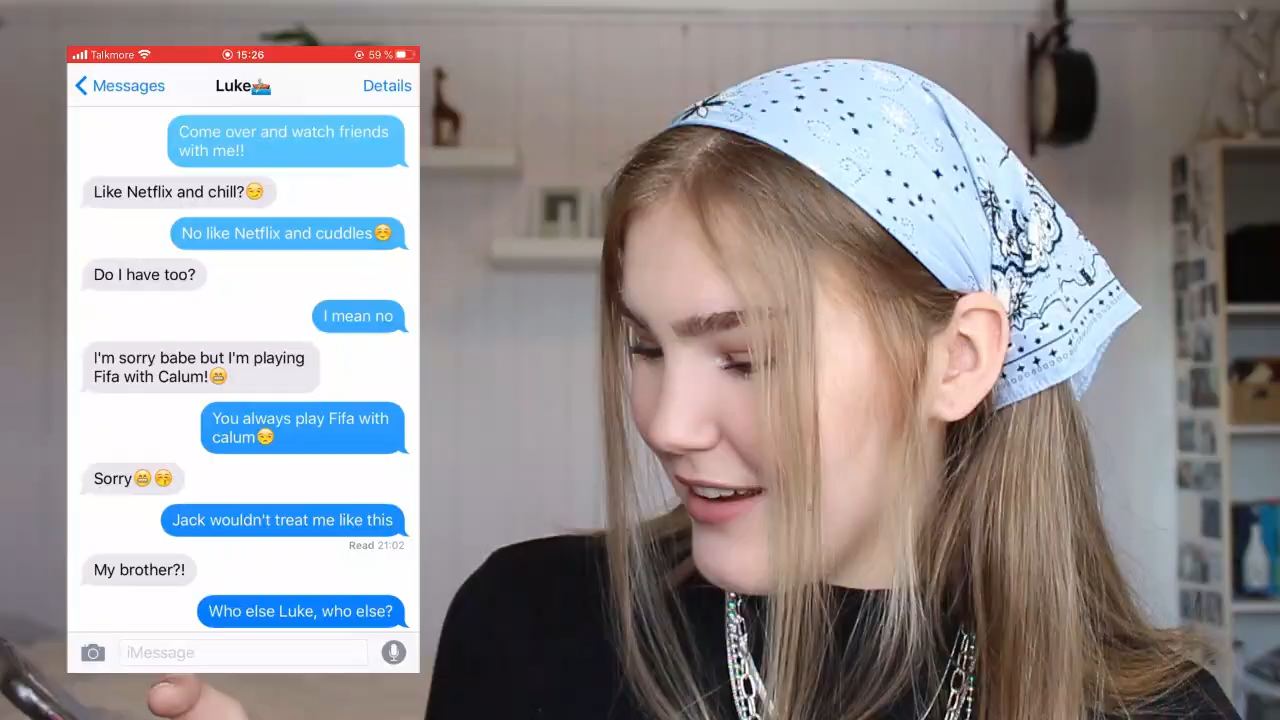 Talkmore 15:26 59 %
Messages Luke🚣 Details
Come over and watch friends
with me!!
Like Netflix and chill?😏
No like Netflix and cuddles☺️
Do I have too?
I mean no
I'm sorry babe but I'm playing
Fifa with Calum!😁
You always play Fifa with
calum😒
Sorry😁😚
Jack wouldn't treat me like this
Read 21:02
My brother?!
Who else Luke, who else?
iMessage